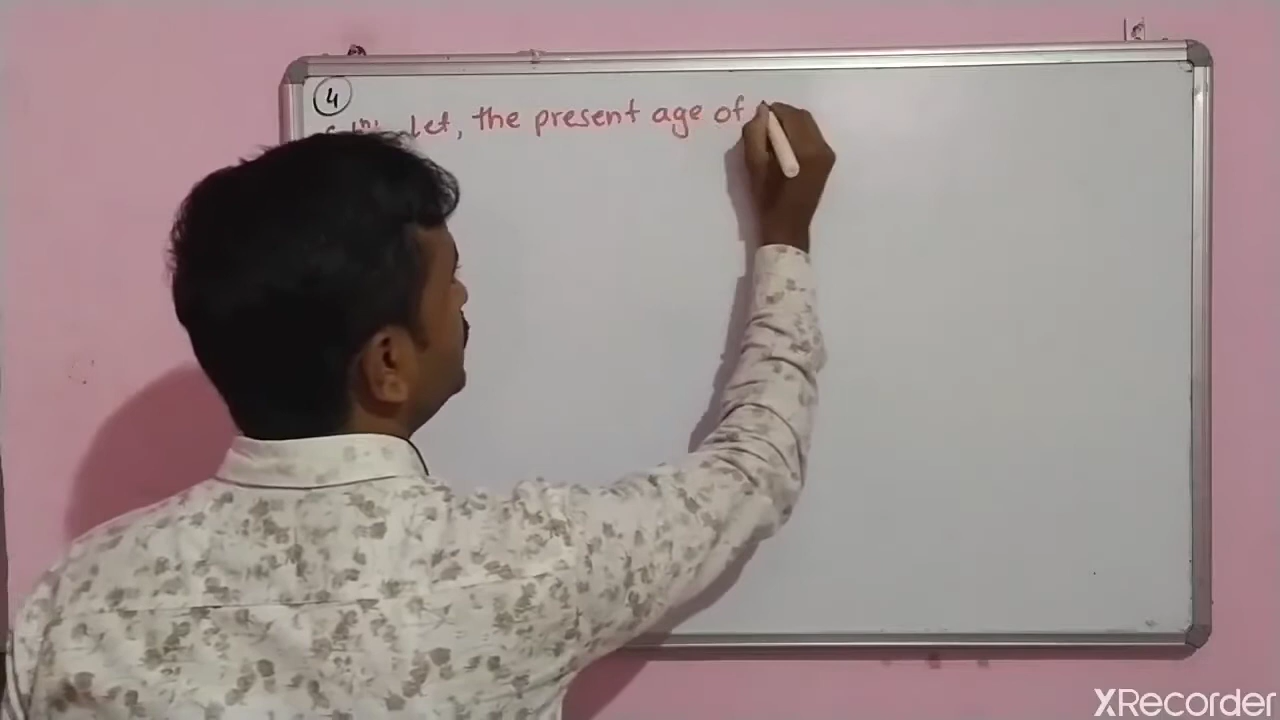 4
Let, the present age of
XRecorder